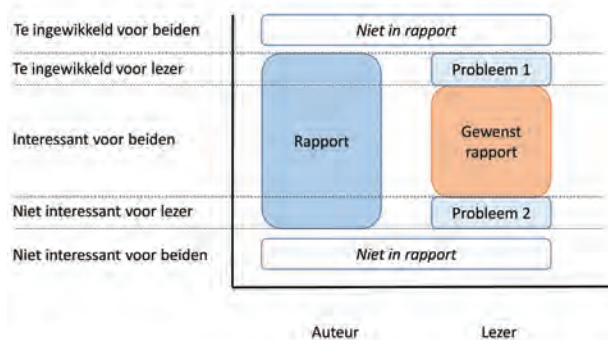 Te ingewikkeld voor beiden
Niet in rapport
Te ingewikkeld voor lezer
Probleem 1
Interessant voor beiden
Rapport
Gewenst
rapport
Niet interessant voor lezer
Probleem 2
Niet interessant voor beiden
Niet in rapport
Auteur
Lezer